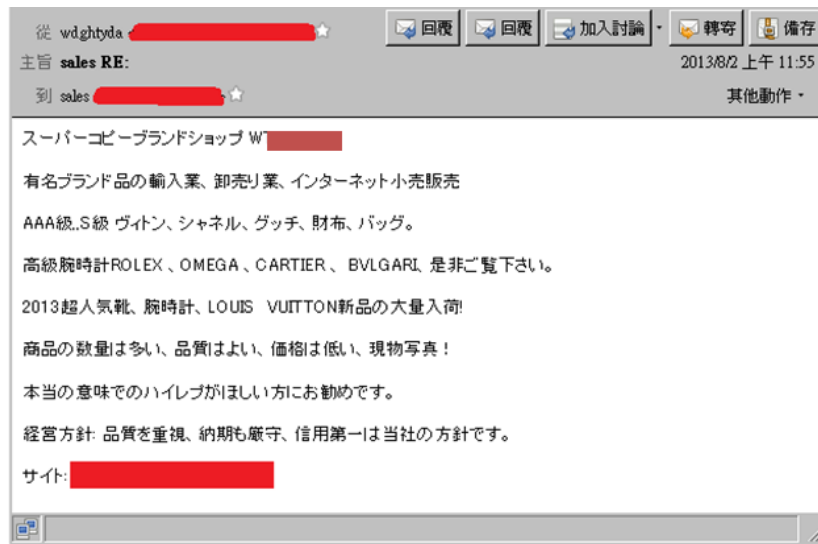 從 wdghtyda
回覆 回覆 加入討論 轉寄 備存
主旨 sales RE:
2013/8/2 上午 11:55
到 sales
其他動作
スーパーコピーブランドショップ W
有名ブランド品の輸入業、卸売り業、インターネット小売販売
AAA級..S級 ヴィトン、シャネル、グッチ、財布、バッグ。
高級腕時計ROLEX 、OMEGA 、CARTIER 、 BVLGARI、是非ご覧下さい。
2013超人気靴、腕時計、LOUIS VUITTON新品の大量入荷!
商品の数量は多い、品質はよい、価格は低い、現物写真！
本当の意味でのハイレプがほしい方にお勧めです。
経営方針: 品質を重視、納期も厳守、信用第一は当社の方針です。
サイト: